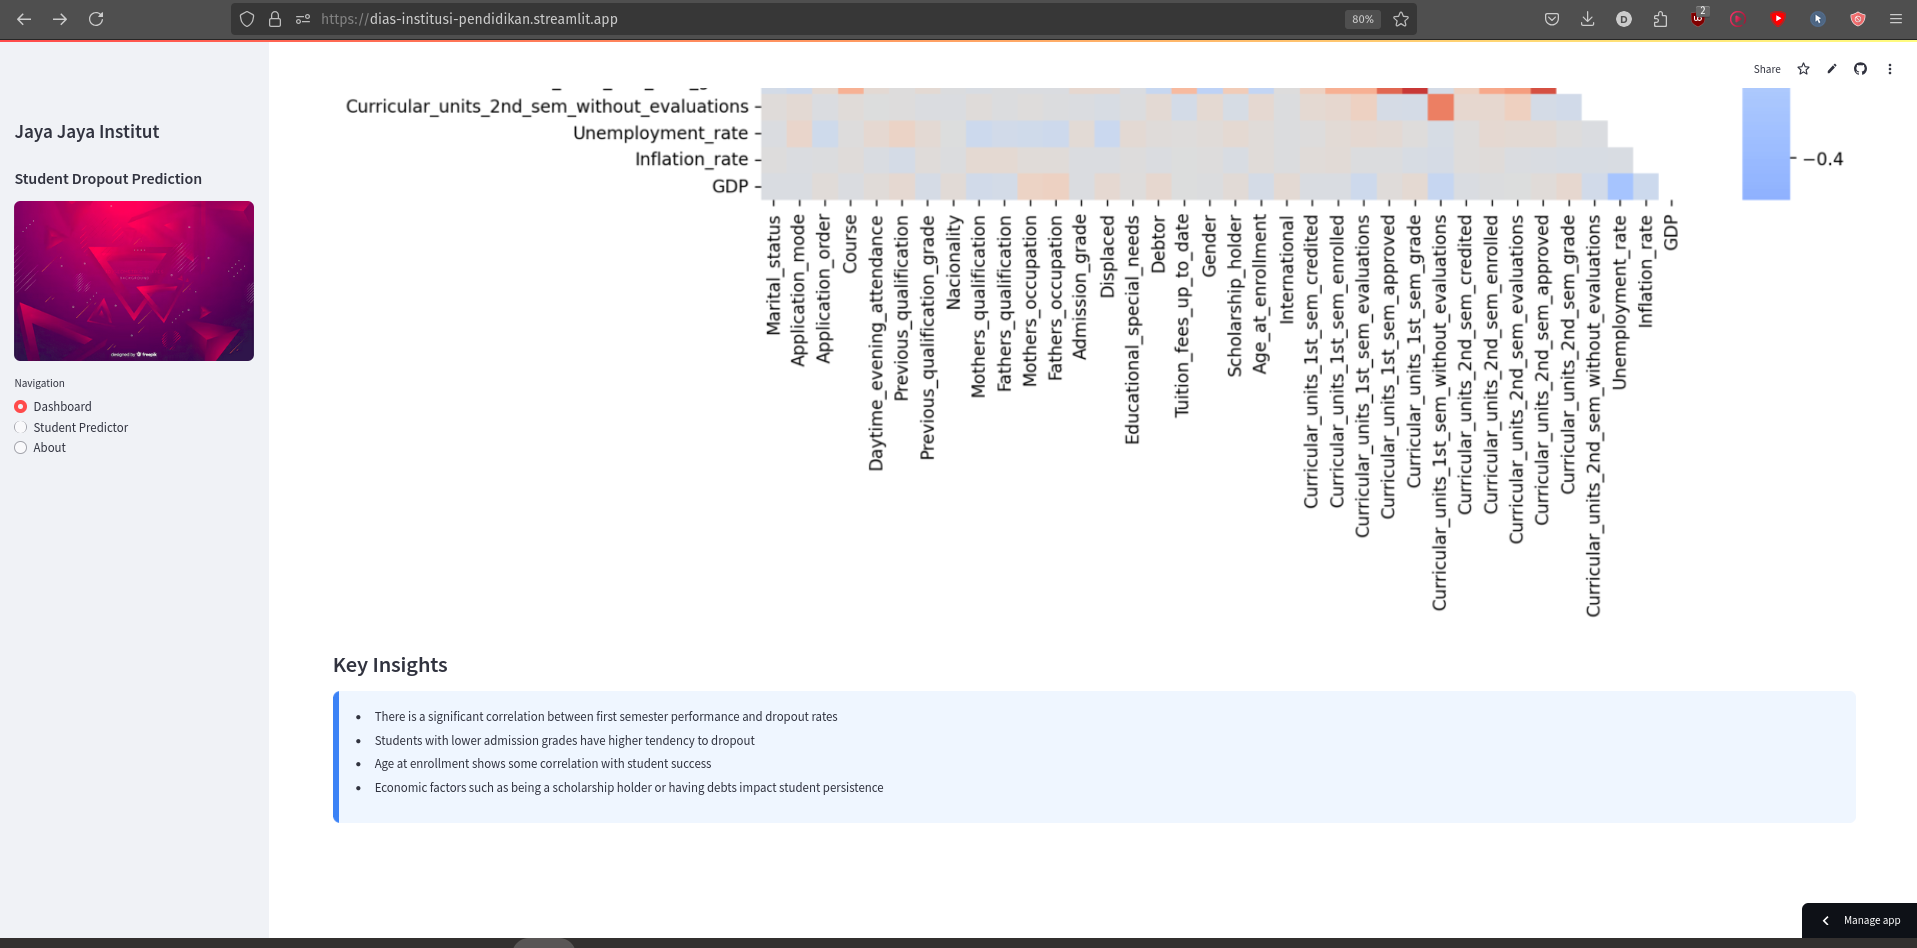 https://dias-institusi-pendidikan.streamlit.app
80%
2
Share
Jaya Jaya Institut
Student Dropout Prediction
designed by freepik
Navigation
Dashboard
Student Predictor
About
Curricular_units_2nd_sem_without_evaluations
Unemployment_rate
Inflation_rate
GDP
−0.4
Marital_status
Application_mode
Application_order
Course
Daytime_evening_attendance
Previous_qualification
Previous_qualification_grade
Nacionality
Mothers_qualification
Fathers_qualification
Mothers_occupation
Fathers_occupation
Admission_grade
Displaced
Educational_special_needs
Debtor
Tuition_fees_up_to_date
Gender
Scholarship_holder
Age_at_enrollment
International
Curricular_units_1st_sem_credited
Curricular_units_1st_sem_enrolled
Curricular_units_1st_sem_evaluations
Curricular_units_1st_sem_approved
Curricular_units_1st_sem_grade
Curricular_units_1st_sem_without_evaluations
Curricular_units_2nd_sem_credited
Curricular_units_2nd_sem_enrolled
Curricular_units_2nd_sem_evaluations
Curricular_units_2nd_sem_approved
Curricular_units_2nd_sem_grade
Curricular_units_2nd_sem_without_evaluations
Unemployment_rate
Inflation_rate
GDP
Key Insights
• There is a significant correlation between first semester performance and dropout rates
• Students with lower admission grades have higher tendency to dropout
• Age at enrollment shows some correlation with student success
• Economic factors such as being a scholarship holder or having debts impact student persistence
Manage app